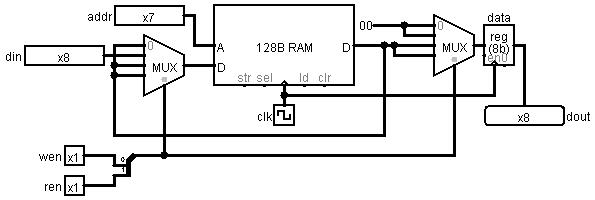 addr x7
din x8
0
MUX
A
D
128B RAM
D
str sel ld clr
clk
00
0
MUX
data
reg
(8b)
en0
x8 dout
wen x1
0
1
ren x1